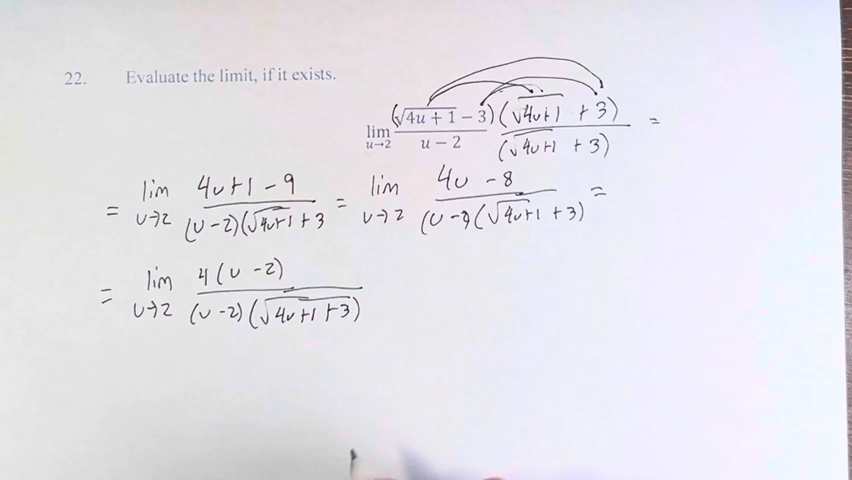 22. Evaluate the limit, if it exists.
lim u→2 (√(4u + 1) − 3)/(u − 2) (√(4u+1) + 3)/(√(4u+1) + 3) =
= lim u→2 (4u+1 − 9)/((u−2)(√(4u+1) + 3 = lim u→2 (4u − 8)/((u−2)(√(4u+1) + 3) =
= lim u→2 4(u − 2)/((u−2)(√(4u+1+3))